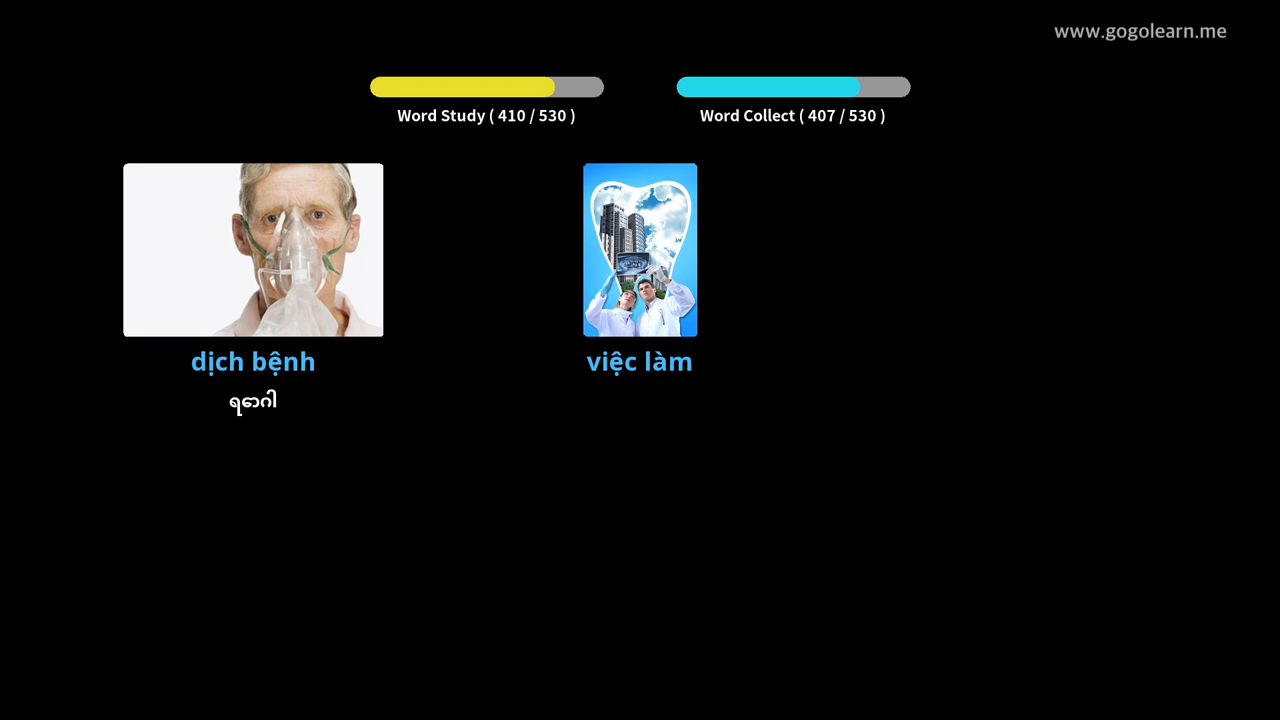 www.gogolearn.me
Word Study ( 410 / 530 )
Word Collect ( 407 / 530 )
dịch bệnh
việc làm
ရောဂါ